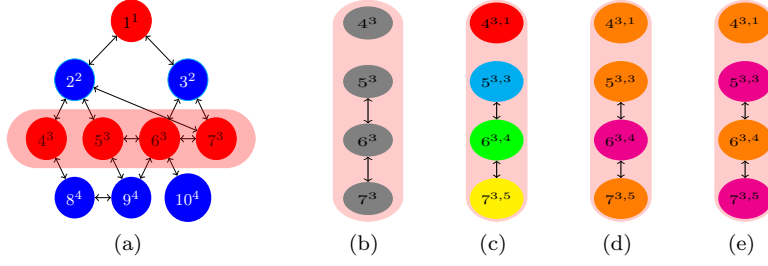 1¹
2² 3²
4³ 5³ 6³ 7³
8⁴ 9⁴ 10⁴
(a)
4³
5³
6³
7³
(b)
4³,¹
5³,³
6³,⁴
7³,⁵
(c)
4³,¹
5³,³
6³,⁴
7³,⁵
(d)
4³,¹
5³,³
6³,⁴
7³,⁵
(e)